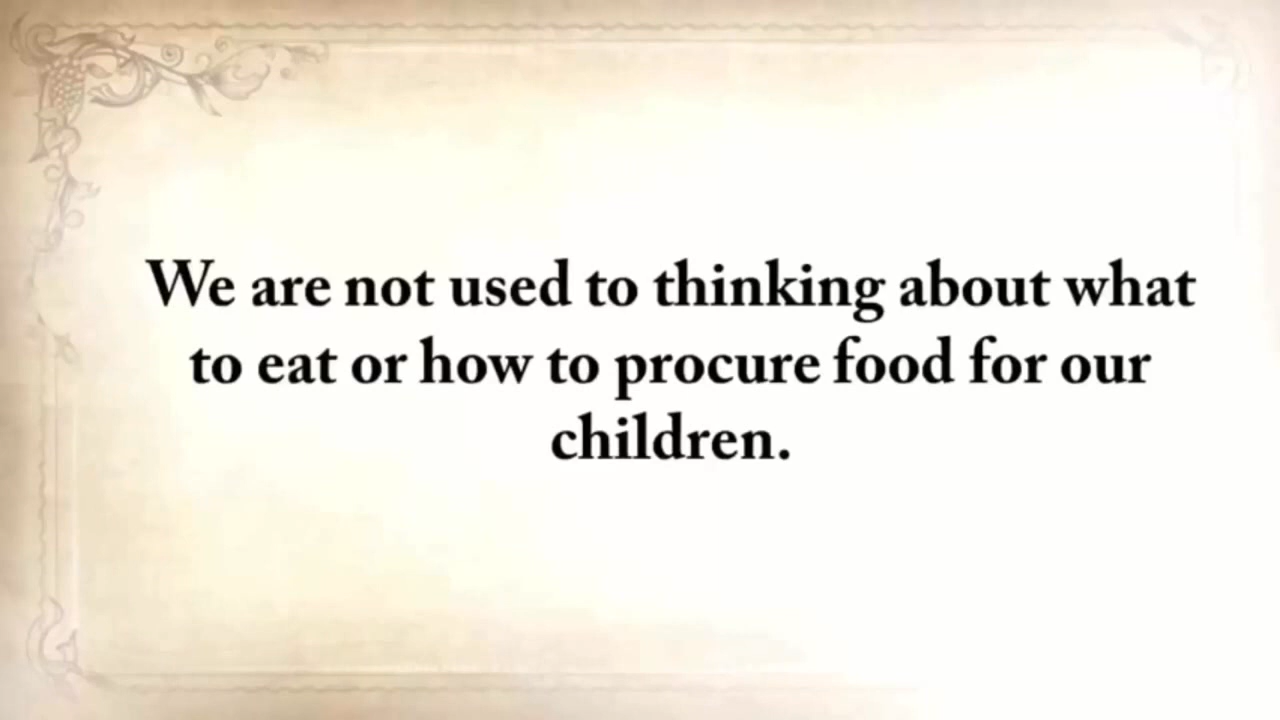 We are not used to thinking about what
to eat or how to procure food for our
children.